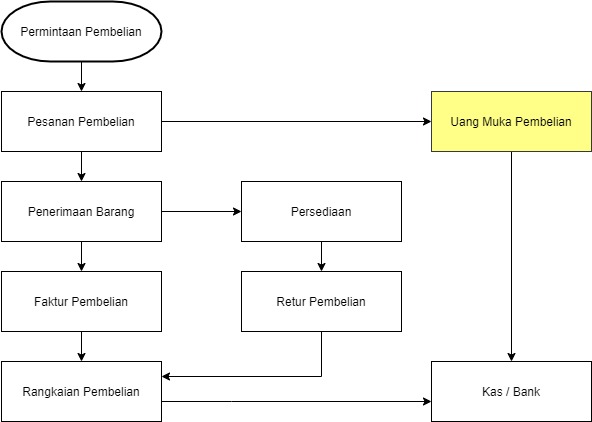 Permintaan Pembelian
Pesanan Pembelian
Uang Muka Pembelian
Penerimaan Barang
Persediaan
Faktur Pembelian
Retur Pembelian
Rangkaian Pembelian
Kas / Bank